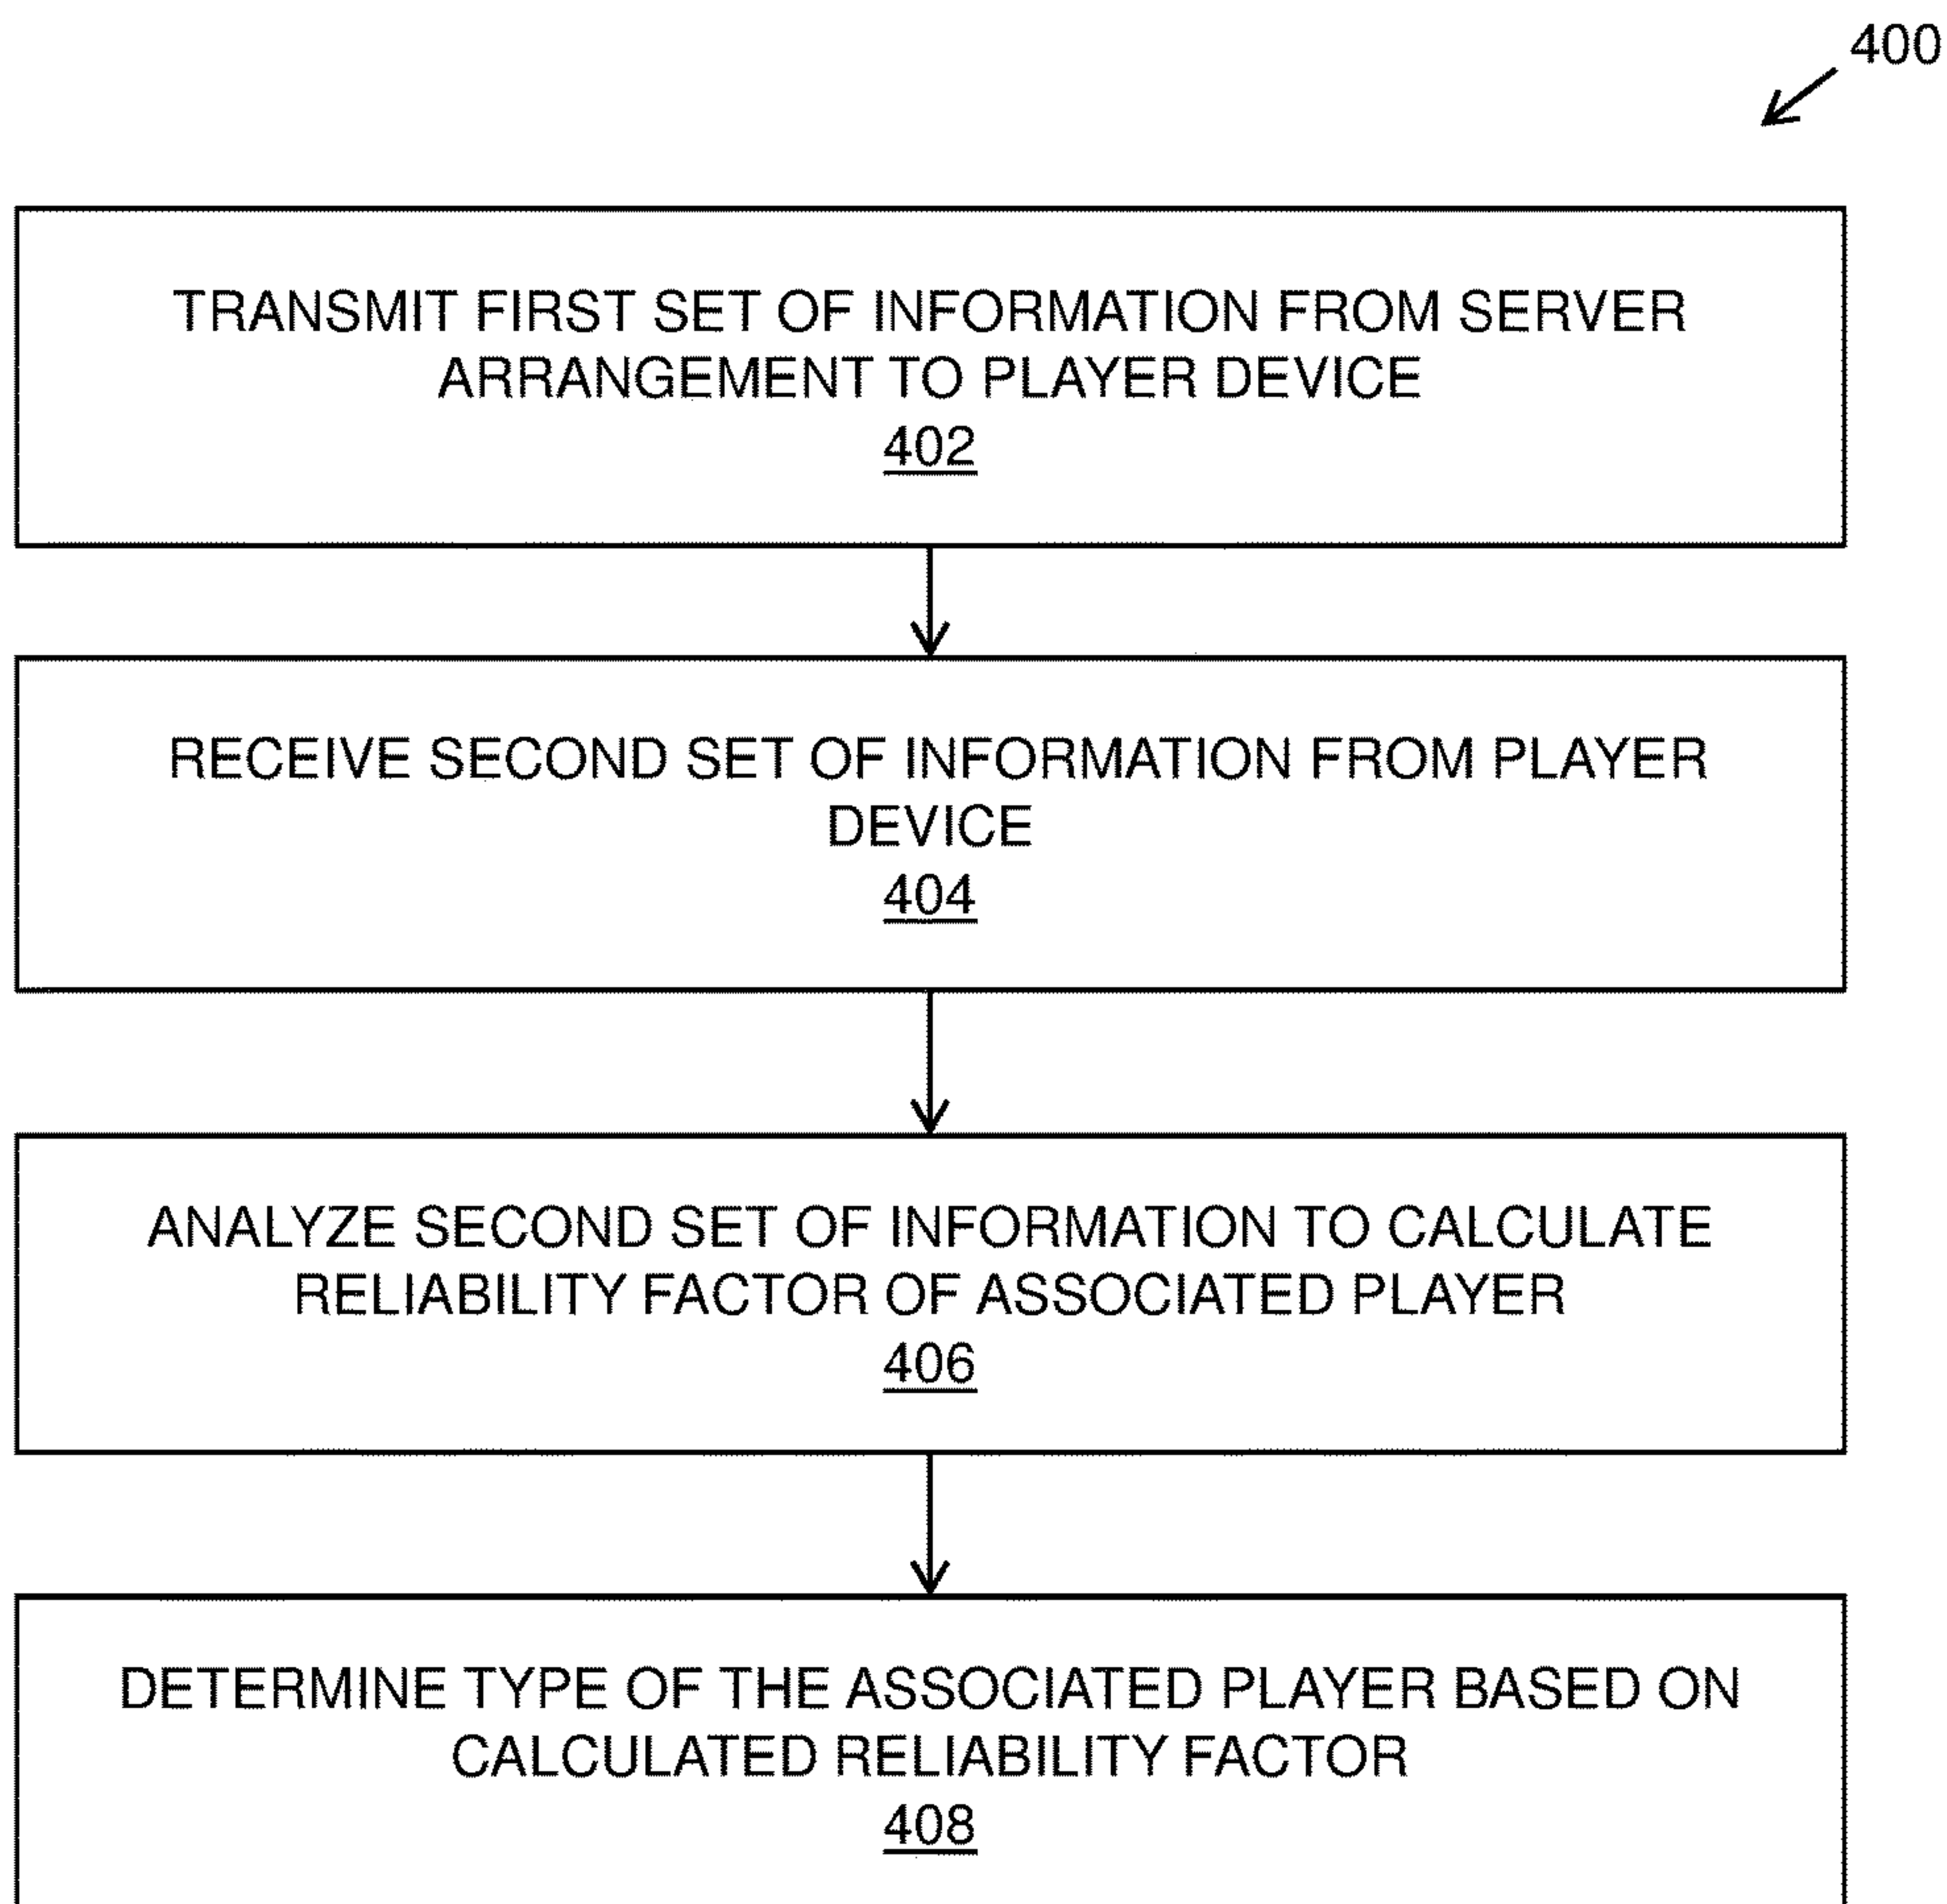 400
TRANSMIT FIRST SET OF INFORMATION FROM SERVER
ARRANGEMENT TO PLAYER DEVICE
402
RECEIVE SECOND SET OF INFORMATION FROM PLAYER
DEVICE
404
ANALYZE SECOND SET OF INFORMATION TO CALCULATE
RELIABILITY FACTOR OF ASSOCIATED PLAYER
406
DETERMINE TYPE OF THE ASSOCIATED PLAYER BASED ON
CALCULATED RELIABILITY FACTOR
408